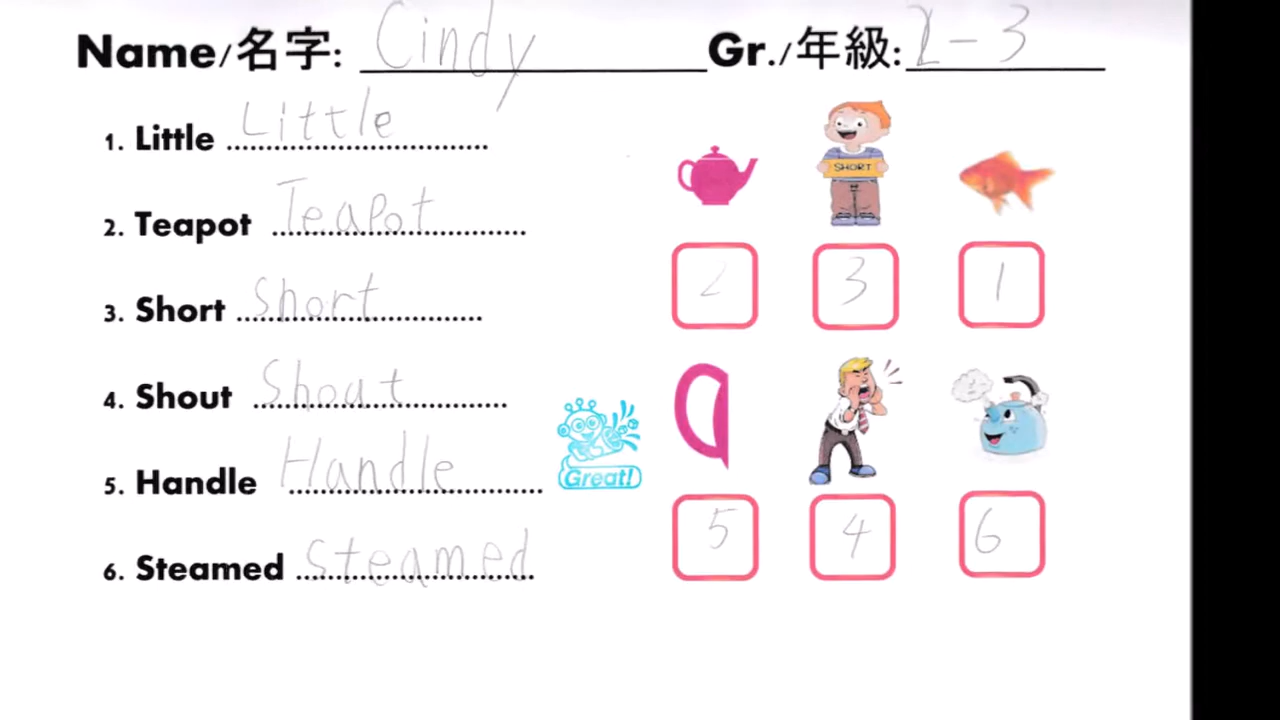 Name/名字: Cindy Gr./年級: 2-3
1. Little Little
2. Teapot Teapot
3. Short Short
4. Shout Shout
5. Handle Handle
6. Steamed Steamed
SHORT
2 3 1
Great!
5 4 6